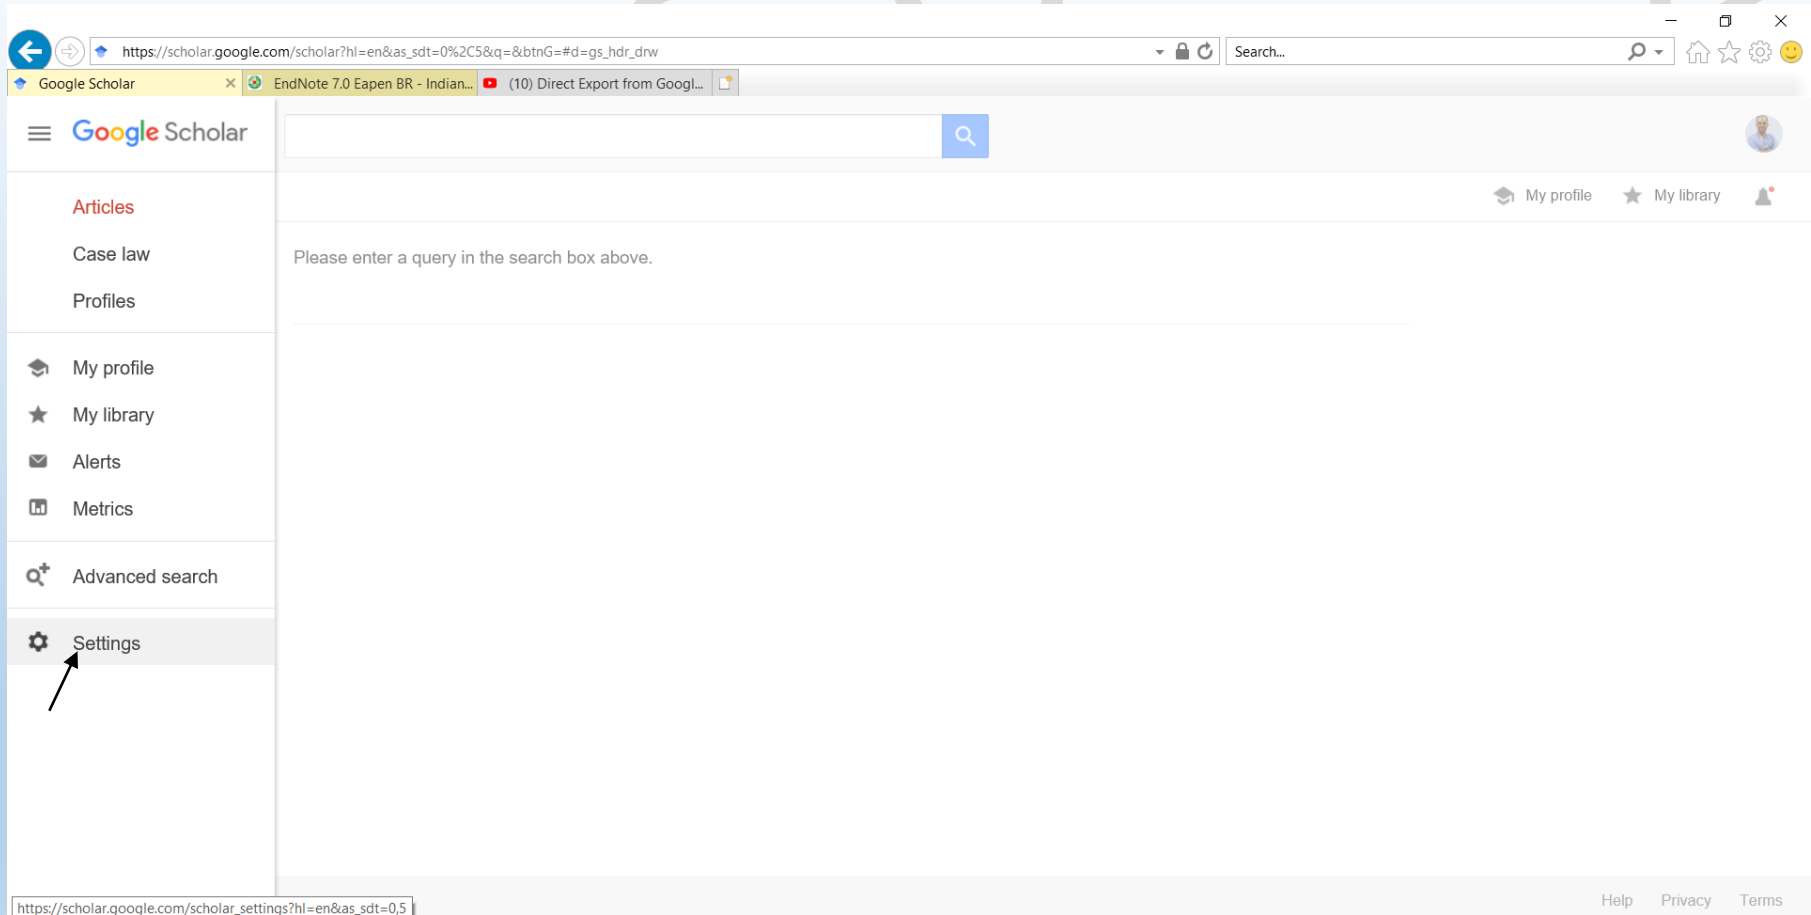 https://scholar.google.com/scholar?hl=en&as_sdt=0%2C5&q=&btnG=#d=gs_hdr_drw
Search...
Google Scholar
EndNote 7.0 Eapen BR - Indian...
(10) Direct Export from Googl...
Google Scholar
My profile
My library
Articles
Case law
Profiles
Please enter a query in the search box above.
My profile
My library
Alerts
Metrics
Advanced search
Settings
Help Privacy Terms
https://scholar.google.com/scholar_settings?hl=en&as_sdt=0,5